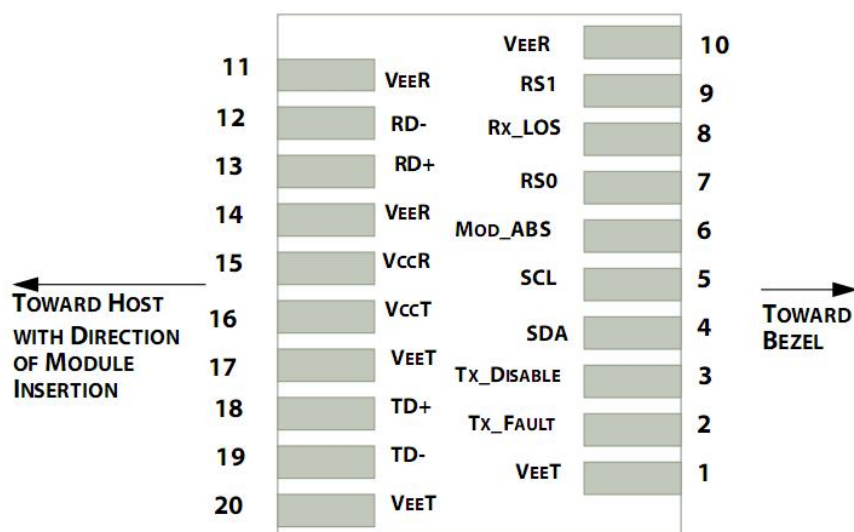 11 VEER
12 RD-
13 RD+
14 VEER
15 VCCR
16 VCCT
17 VEET
18 TD+
19 TD-
20 VEET
VEER 10
RS1 9
RX_LOS 8
RS0 7
MOD_ABS 6
SCL 5
SDA 4
TX_DISABLE 3
TX_FAULT 2
VEET 1
TOWARD HOST
WITH DIRECTION
OF MODULE
INSERTION
TOWARD
BEZEL